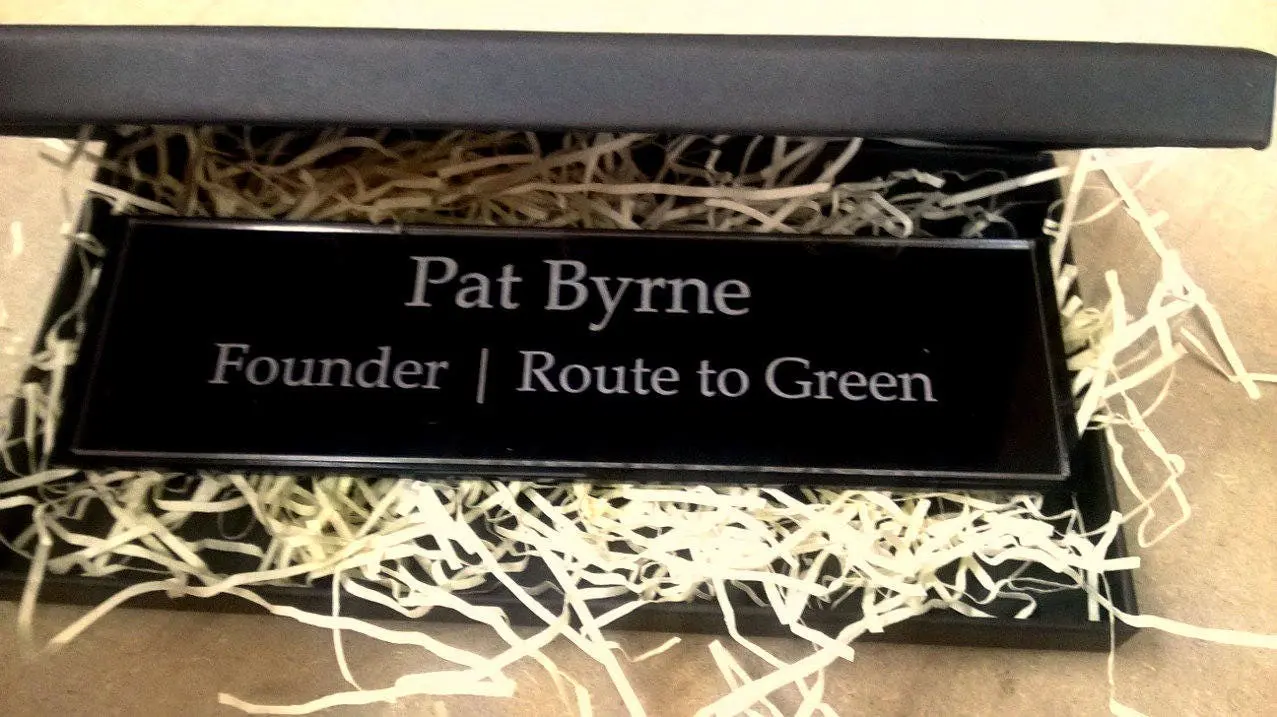 Pat Byrne
Founder | Route to Green